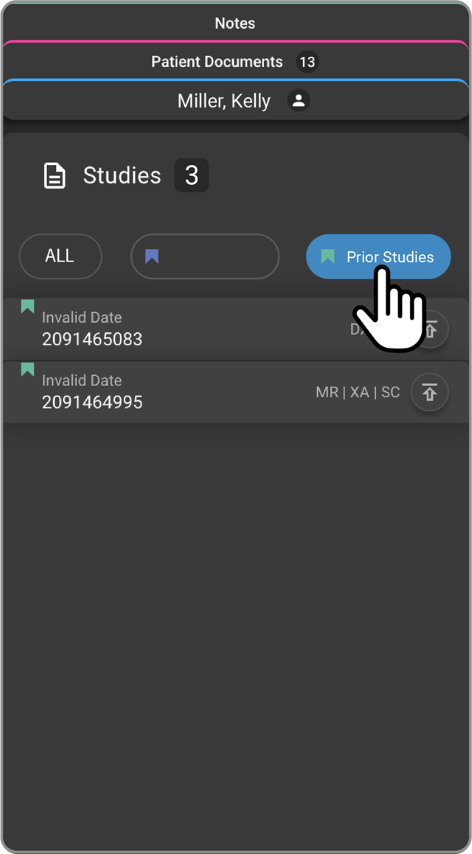 Notes
Patient Documents 13
Miller, Kelly
Studies 3
ALL
Prior Studies
Invalid Date
2091465083
Invalid Date
2091464995
MR | XA | SC